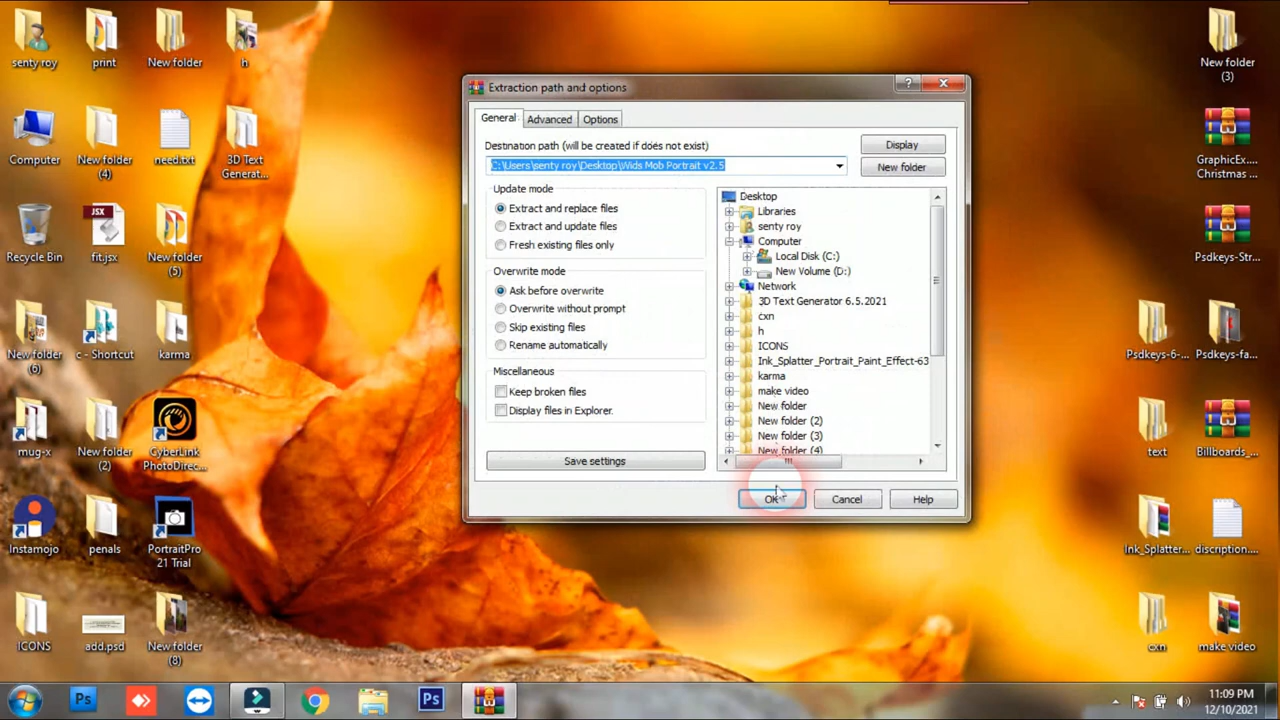 senty roy
print
New folder
h
Computer
New folder
(4)
need.txt
3D Text
Generat...
Recycle Bin
JSX
fit.jsx
New folder
(5)
New folder
(6)
c - Shortcut
karma
mug-x
New folder
(2)
CyberLink
PhotoDirec...
Instamojo
penals
PortraitPro
21 Trial
ICONS
add.psd
New folder
(8)
Extraction path and options
?
General
Advanced
Options
Destination path (will be created if does not exist)
C:\Users\senty roy\Desktop\Wids Mob Portrait v2.5
Display
New folder
Update mode
Extract and replace files
Extract and update files
Fresh existing files only
Overwrite mode
Ask before overwrite
Overwrite without prompt
Skip existing files
Rename automatically
Miscellaneous
Keep broken files
Display files in Explorer.
Save settings
Desktop
Libraries
senty roy
Computer
Local Disk (C:)
New Volume (D:)
Network
3D Text Generator 6.5.2021
cxn
h
ICONS
Ink_Splatter_Portrait_Paint_Effect-63
karma
make video
New folder
New folder (2)
New folder (3)
New folder (4)
OK
Cancel
Help
New folder
(3)
GraphicEx....
Christmas ...
Psdkeys-Str...
Psdkeys-6-...
Psdkeys-fa...
text
Billboards_...
Ink_Splatter...
discription....
cxn
make video
Ps
Ps
11:09 PM
12/10/2021